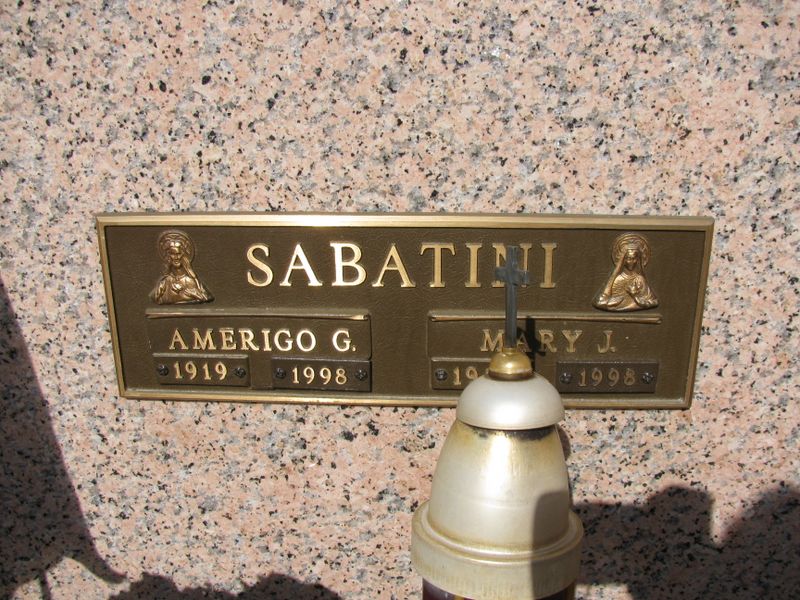 SABATINI
AMERIGO G. MARY J.
1919 1998 1998